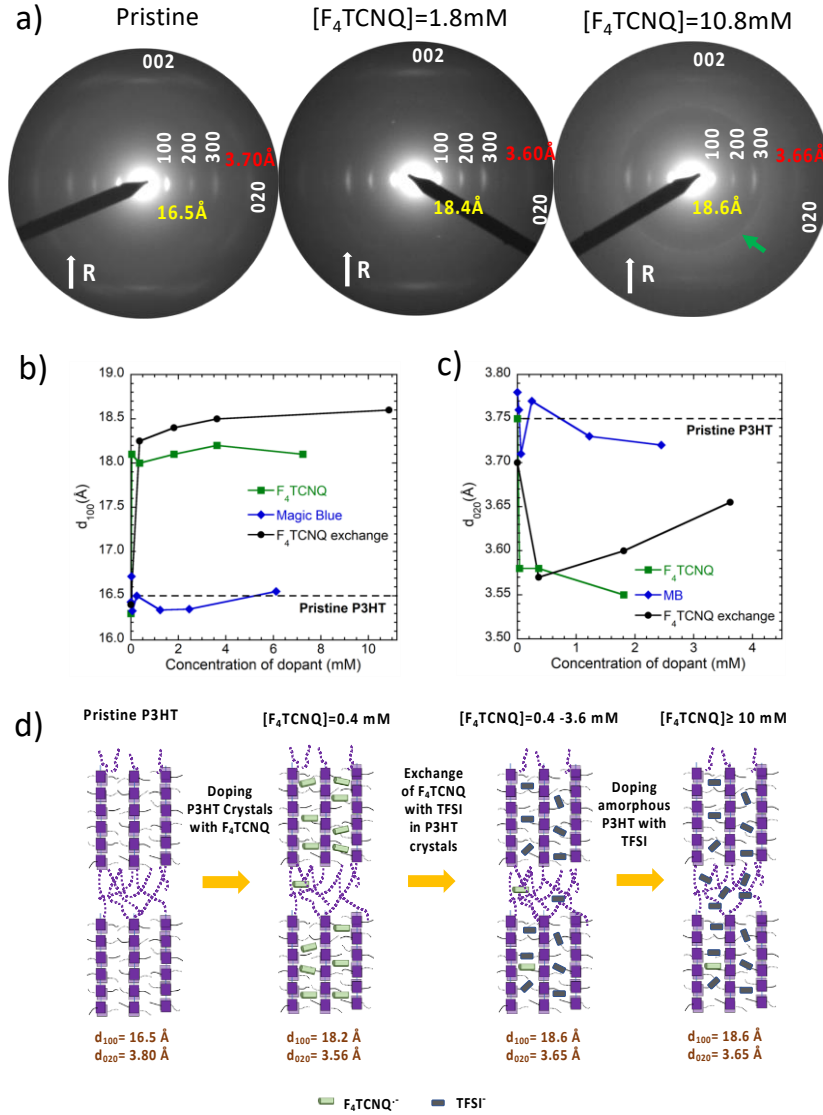 a)
Pristine
[F₄TCNQ]=1.8mM
[F₄TCNQ]=10.8mM
002
100
200
300
3.70Å
020
16.5Å
R
002
100
200
300
3.60Å
020
18.4Å
R
002
100
200
300
3.66Å
020
18.6Å
R
b)
19.0
18.5
18.0
17.5
17.0
16.5
16.0
d₁₀₀(Å)
F₄TCNQ
Magic Blue
F₄TCNQ exchange
Pristine P3HT
0
2
4
6
8
10
Concentration of dopant (mM)
c)
3.80
3.75
3.70
3.65
3.60
3.55
3.50
d₀₂₀(Å)
Pristine P3HT
F₄TCNQ
MB
F₄TCNQ exchange
0
1
2
3
4
Concentration of dopant (mM)
d)
Pristine P3HT
[F₄TCNQ]=0.4 mM
[F₄TCNQ]=0.4 -3.6 mM
[F₄TCNQ]≥ 10 mM
Doping
P3HT Crystals
with F₄TCNQ
Exchange
of F₄TCNQ
with TFSI
in P3HT
crystals
Doping
amorphous
P3HT with
TFSI
d₁₀₀= 16.5 Å
d₀₂₀= 3.80 Å
d₁₀₀= 18.2 Å
d₀₂₀= 3.56 Å
d₁₀₀= 18.6 Å
d₀₂₀= 3.65 Å
d₁₀₀= 18.6 Å
d₀₂₀= 3.65 Å
F₄TCNQ·⁻
TFSI⁻